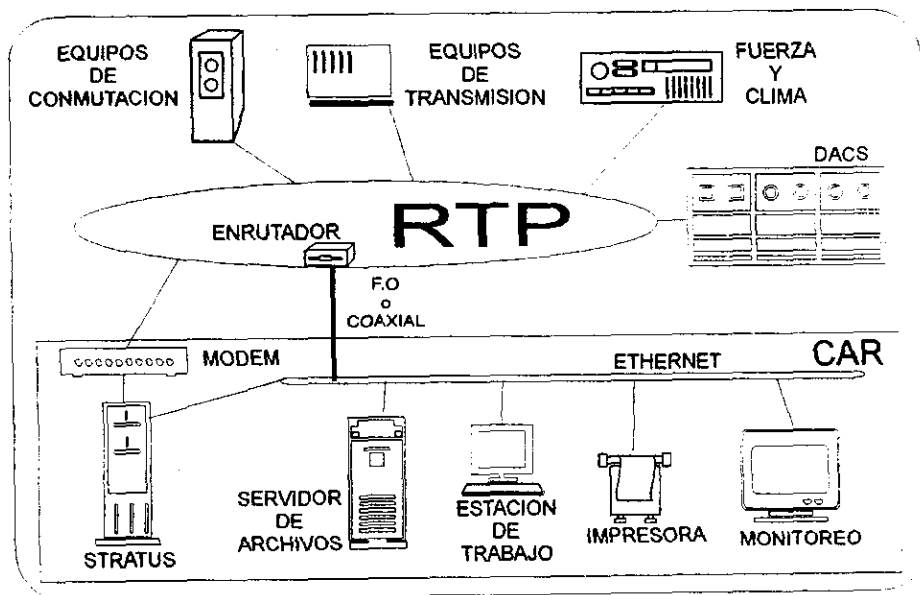 EQUIPOS
DE
CONMUTACION
EQUIPOS
DE
TRANSMISION
FUERZA
Y
CLIMA
DACS
RTP
ENRUTADOR
F.O
o
COAXIAL
MODEM
ETHERNET
CAR
STRATUS
SERVIDOR
DE
ARCHIVOS
ESTACION
DE
TRABAJO
IMPRESORA
MONITOREO